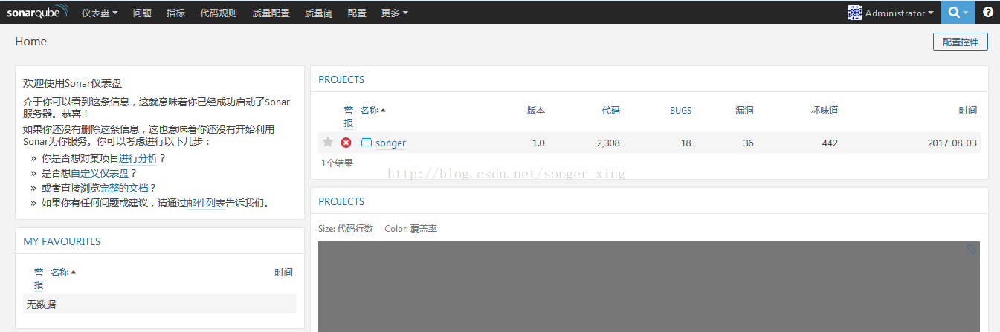 sonarqube 仪表盘 问题 指标 代码规则 质量配置 质量阈 配置 更多 Administrator
Home 配置控件
欢迎使用Sonar仪表盘
介于你可以看到这条信息，这就意味着你已经成功启动了Sonar
服务器。恭喜！
如果你还没有删除这条信息，这也意味着你还没有开始利用
Sonar为你服务。你可以考虑进行以下几步：
» 你是否想对某项目进行分析？
» 是否想自定义仪表盘？
» 或者直接浏览完整的文档？
» 如果你有任何问题或建议，请通过邮件列表告诉我们。
MY FAVOURITES
警报 名称 时间
无数据
PROJECTS
警报 名称 版本 代码 BUGS 漏洞 坏味道 时间
songer 1.0 2,308 18 36 442 2017-08-03
1个结果
http://blog.csdn.net/songer_xing
PROJECTS
Size: 代码行数 Color: 覆盖率